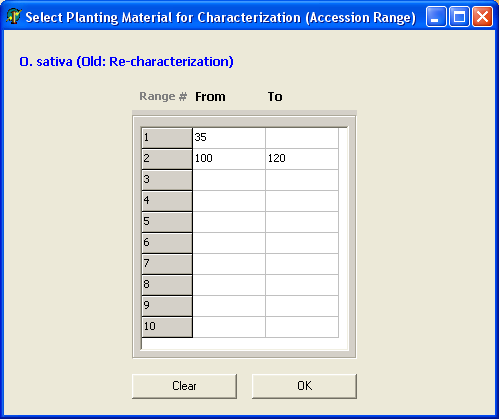 Select Planting Material for Characterization (Accession Range)
O. sativa (Old: Re-characterization)
Range # From To
1 35
2 100 120
3
4
5
6
7
8
9
10
Clear OK